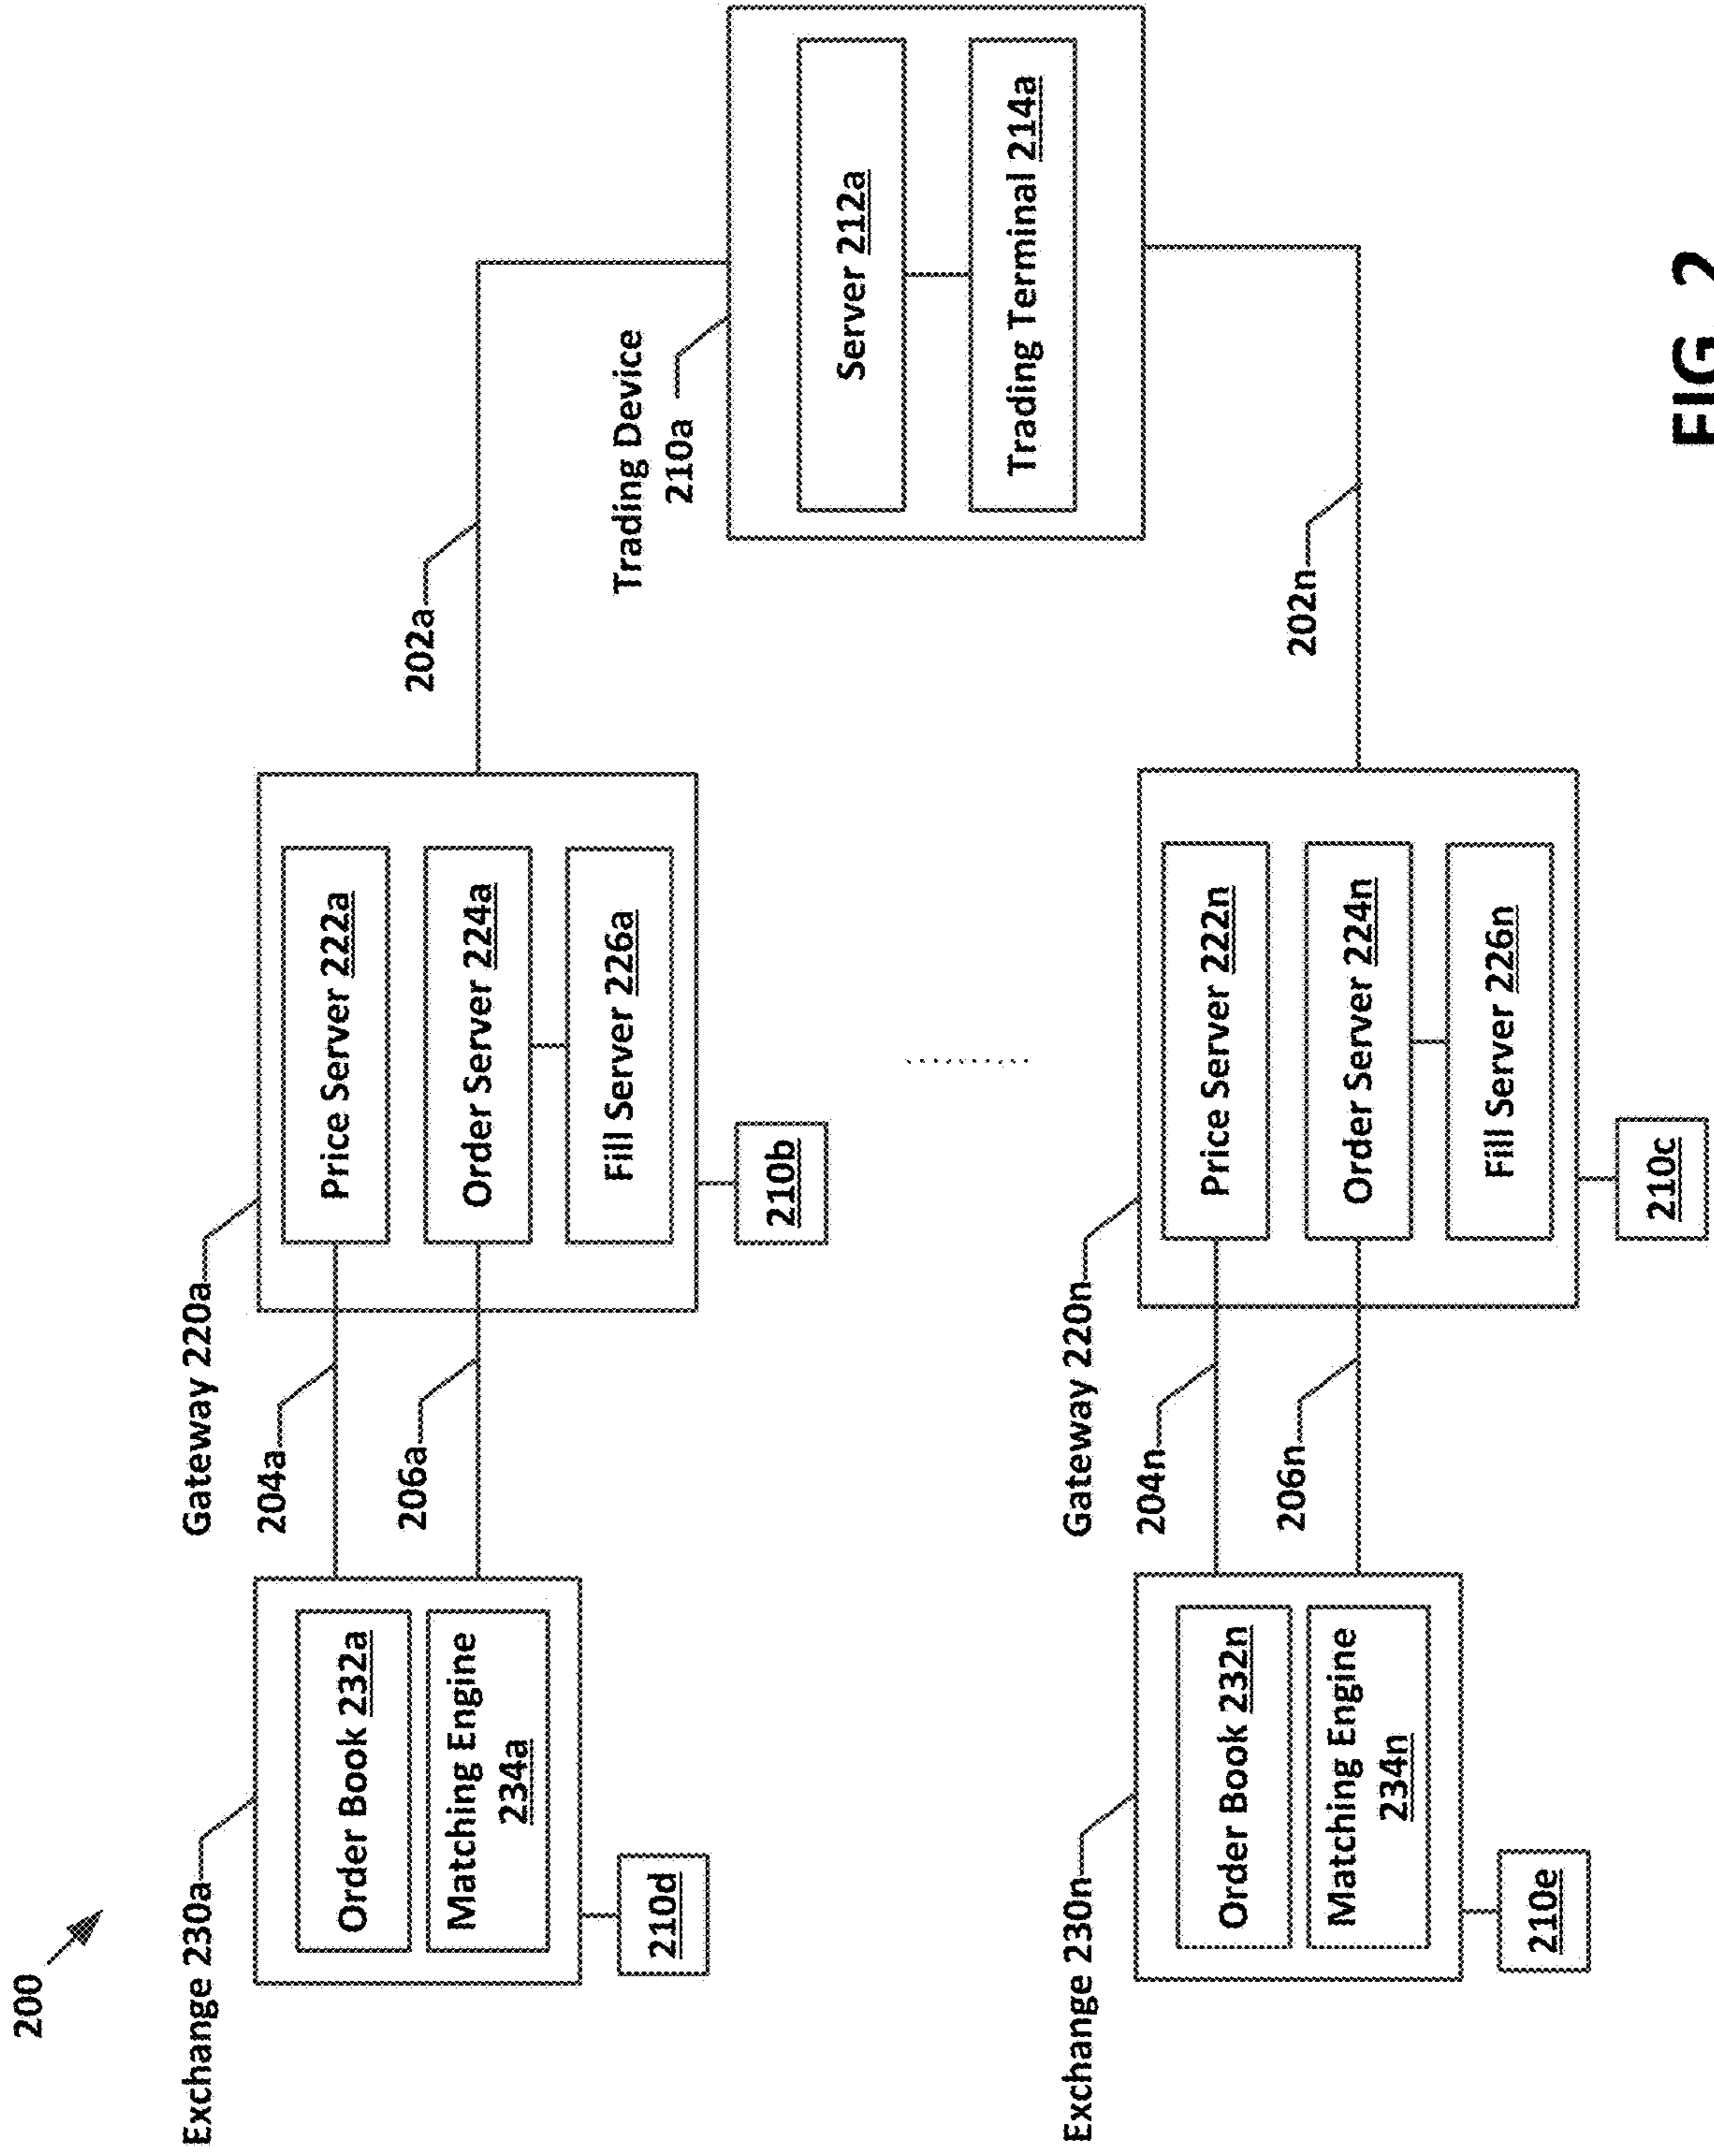 200
Exchange 230a
Order Book 232a
Matching Engine
234a
210d
204a
206a
Gateway 220a
Price Server 222a
Order Server 224a
Fill Server 226a
210b
202a
Trading Device
210a
Server 212a
Trading Terminal 214a
Exchange 230n
Order Book 232n
Matching Engine
234n
210e
204n
206n
Gateway 220n
Price Server 222n
Order Server 224n
Fill Server 226n
210c
202n
FIG. 2